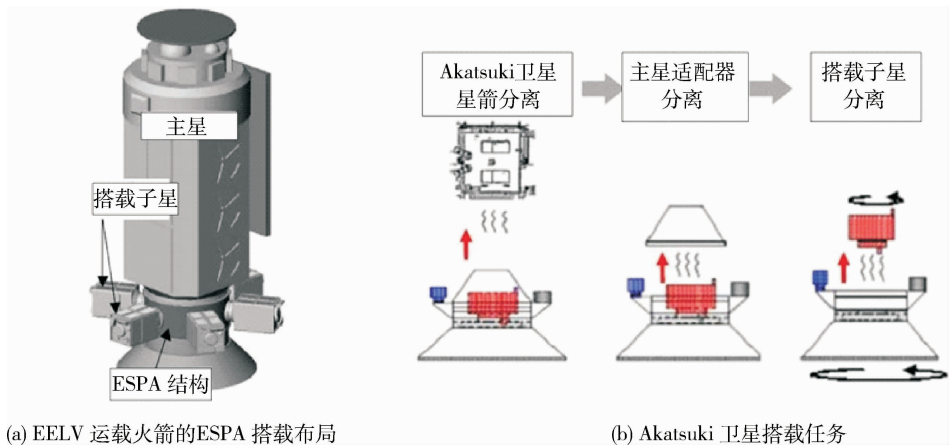 主星
搭载子星
ESPA 结构
(a) EELV 运载火箭的ESPA 搭载布局
Akatsuki卫星
星箭分离
主星适配器
分离
搭载子星
分离
(b) Akatsuki 卫星搭载任务